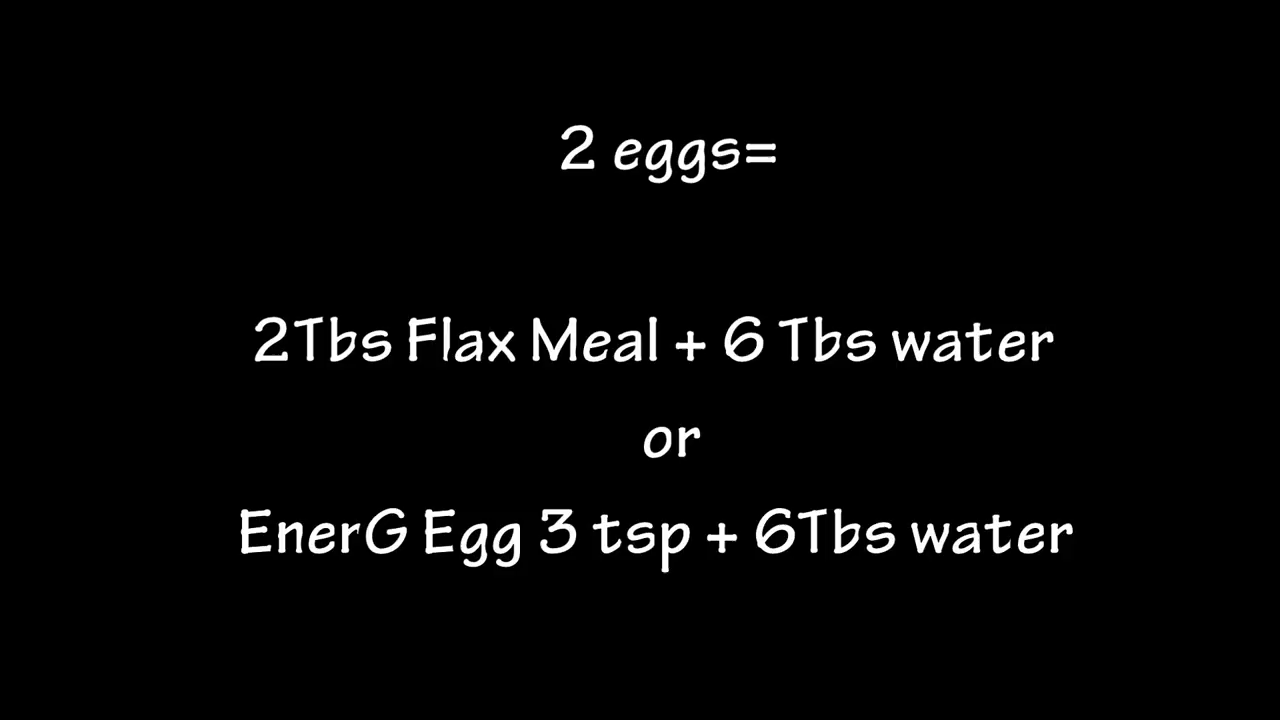 2 eggs=
2Tbs Flax Meal + 6 Tbs water
or
EnerG Egg 3 tsp + 6Tbs water